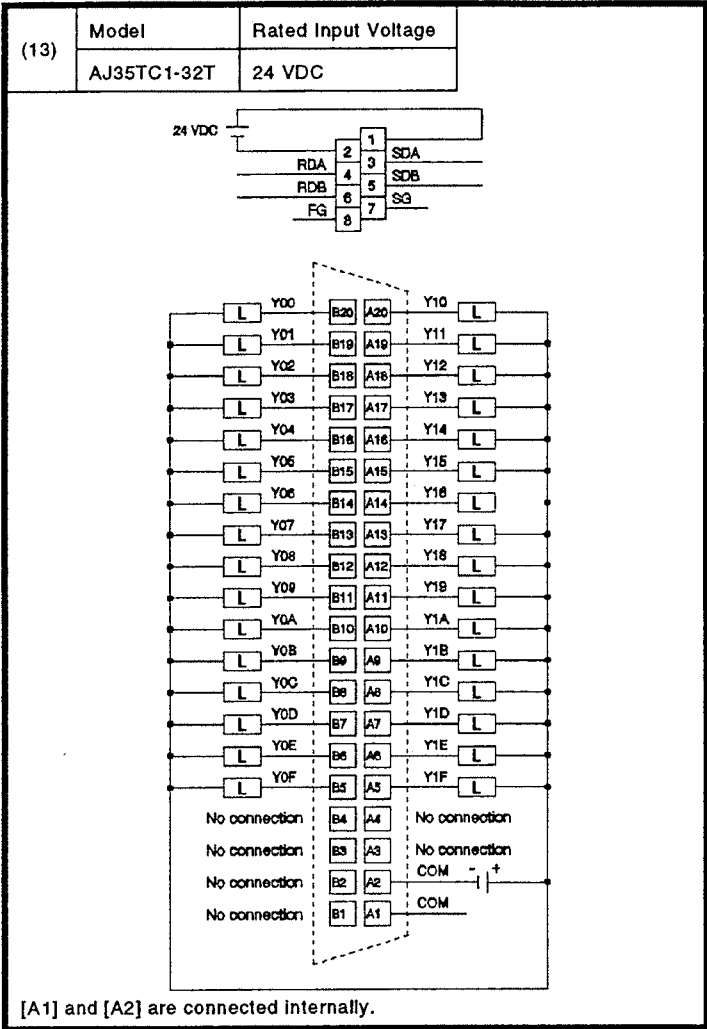 (13) Model Rated Input Voltage
AJ35TC1-32T 24 VDC
24 VDC
1
2
RDA 3 SDA
4
RDB 5 SDB
6
FG 7 SG
8
Y00 Y10
L B20 A20 L
Y01 Y11
L B19 A19 L
Y02 Y12
L B18 A18 L
Y03 Y13
L B17 A17 L
Y04 Y14
L B16 A16 L
Y05 Y15
L B15 A15 L
Y06 Y16
L B14 A14 L
Y07 Y17
L B13 A13 L
Y08 Y18
L B12 A12 L
Y09 Y19
L B11 A11 L
Y0A Y1A
L B10 A10 L
Y0B Y1B
L B9 A9 L
Y0C Y1C
L B8 A8 L
Y0D Y1D
L B7 A7 L
Y0E Y1E
L B6 A6 L
Y0F Y1F
L B5 A5 L
No connection B4 A4 No connection
No connection B3 A3 No connection
COM - +
No connection B2 A2
COM
No connection B1 A1
[A1] and [A2] are connected internally.